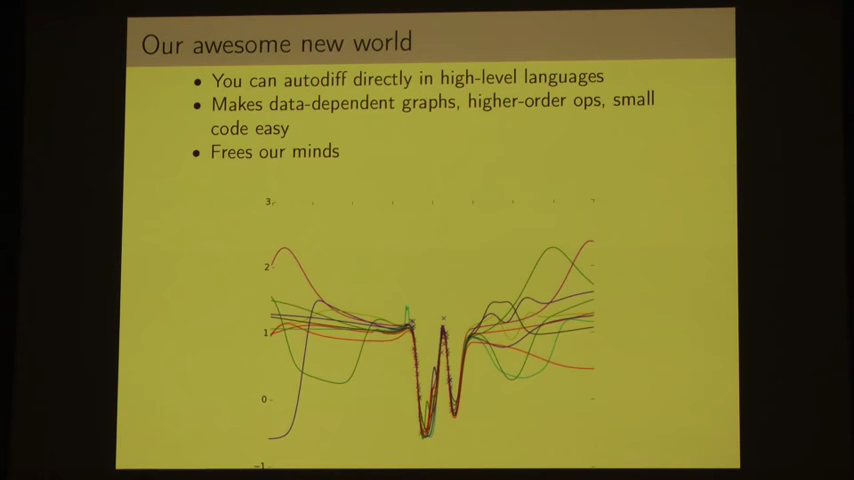 Our awesome new world
• You can autodiff directly in high-level languages
• Makes data-dependent graphs, higher-order ops, small
code easy
• Frees our minds
3
2
1
0
−1